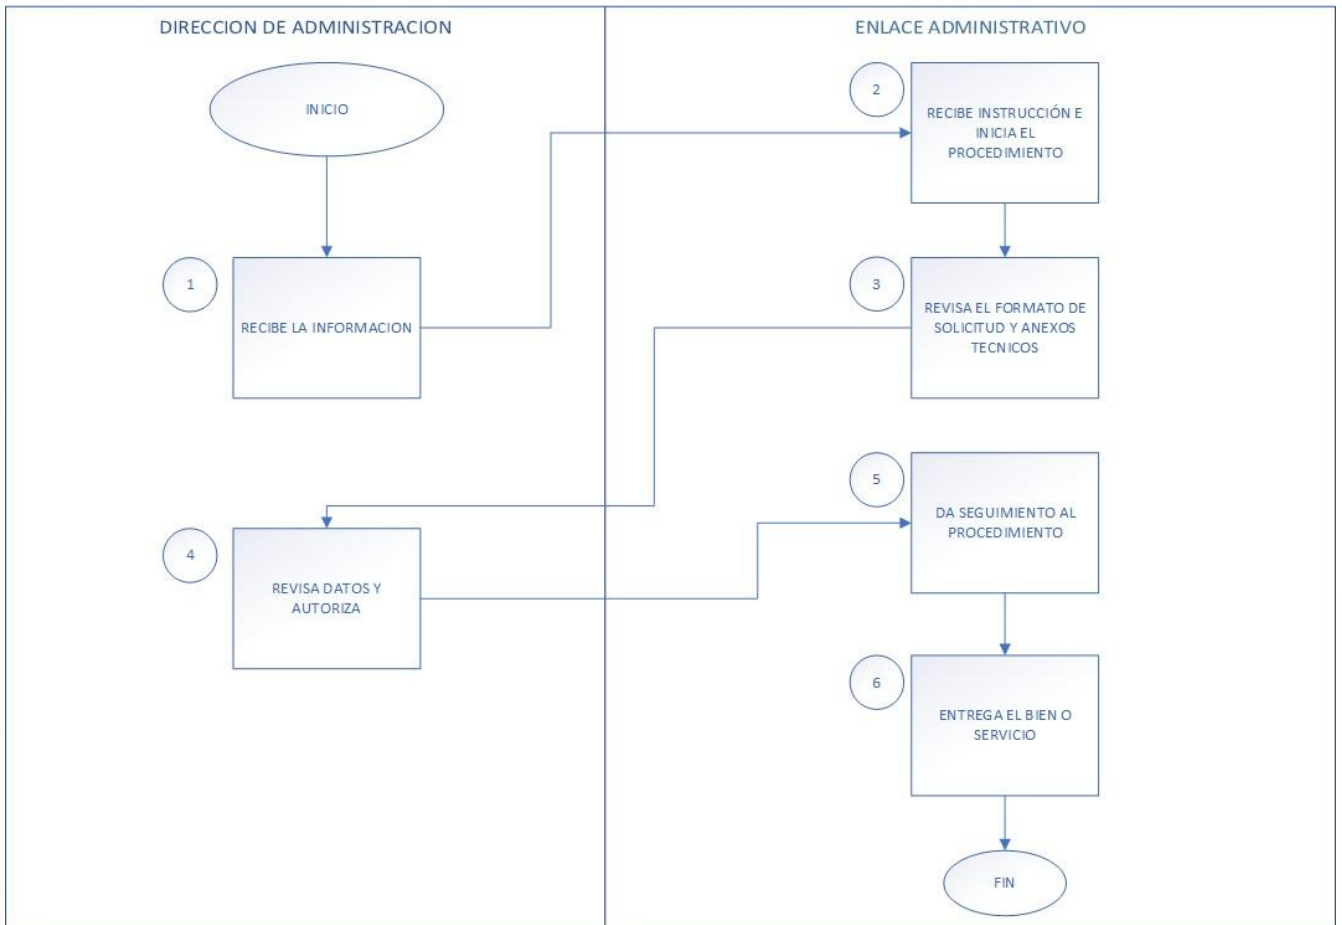 DIRECCION DE ADMINISTRACION
ENLACE ADMINISTRATIVO
INICIO
1
RECIBE LA INFORMACION
2
RECIBE INSTRUCCIÓN E
INICIA EL
PROCEDIMIENTO
3
REVISA EL FORMATO DE
SOLICITUD Y ANEXOS
TECNICOS
4
REVISA DATOS Y
AUTORIZA
5
DA SEGUIMIENTO AL
PROCEDIMIENTO
6
ENTREGA EL BIEN O
SERVICIO
FIN